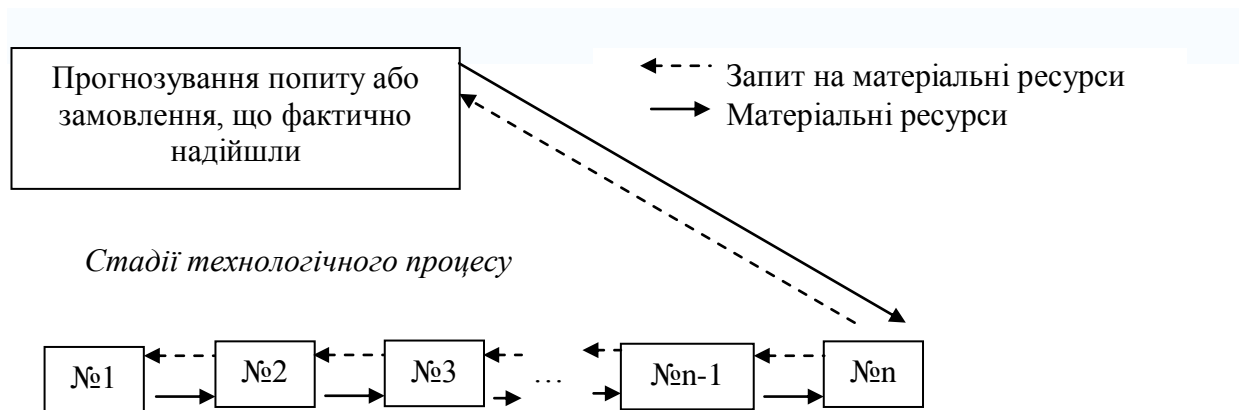 Прогнозування попиту або
замовлення, що фактично
надійшли
Запит на матеріальні ресурси
Матеріальні ресурси
Стадії технологічного процесу
№1
№2
№3
...
№n-1
№n